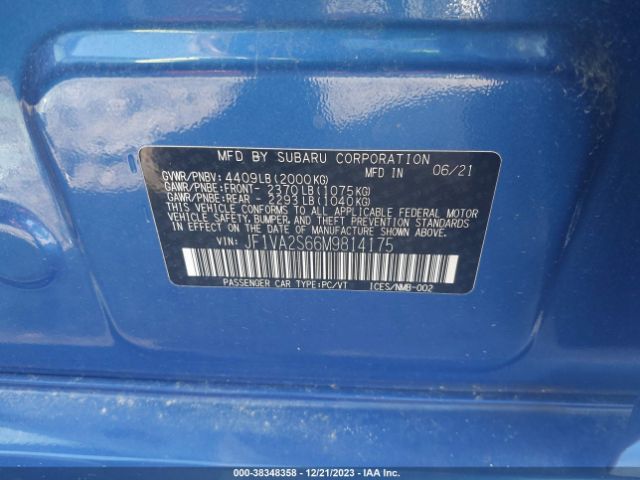 MFD BY SUBARU CORPORATION
GVWR/PNBV: 4409LB(2000KG) MFD IN 06/21
GAWR/PNBE:FRONT- 2370LB(1075KG)
GAWR/PNBE:REAR - 2293LB(1040KG)
THIS VEHICLE CONFORMS TO ALL APPLICABLE FEDERAL MOTOR
VEHICLE SAFETY, BUMPER, AND THEFT PREVENTION STANDARDS
IN EFFECT ON THE DATE OF MANUFACTURE SHOWN ABOVE.
VIN: JF1VA2S66M9814175
PASSENGER CAR TYPE:PC/VT ICES/NMB-002
00-38348358 - 12/21/2023 - IAA Inc.